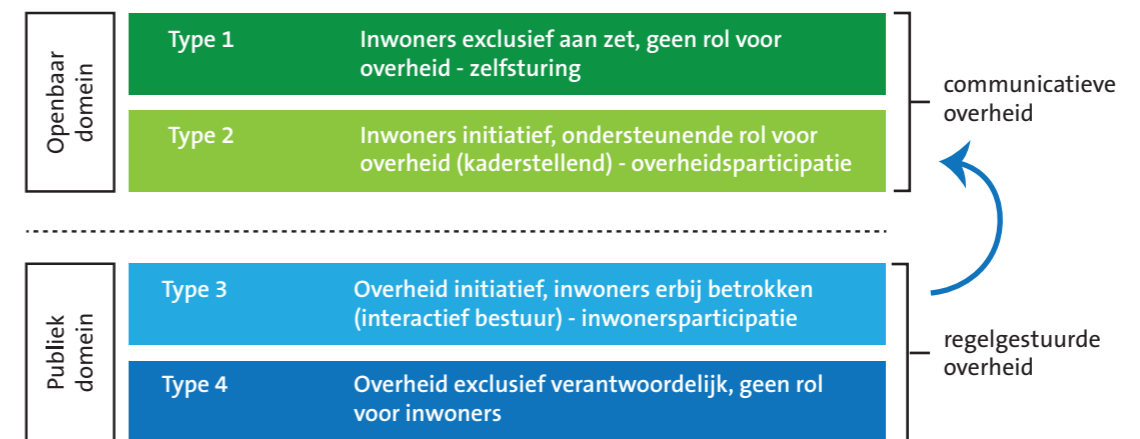 Openbaar
domein
Type 1
Inwoners exclusief aan zet, geen rol voor
overheid - zelfsturing
Type 2
Inwoners initiatief, ondersteunende rol voor
overheid (kaderstellend) - overheidsparticipatie
communicatieve
overheid
Publiek
domein
Type 3
Overheid initiatief, inwoners erbij betrokken
(interactief bestuur) - inwonersparticipatie
Type 4
Overheid exclusief verantwoordelijk, geen rol
voor inwoners
regelgestuurde
overheid